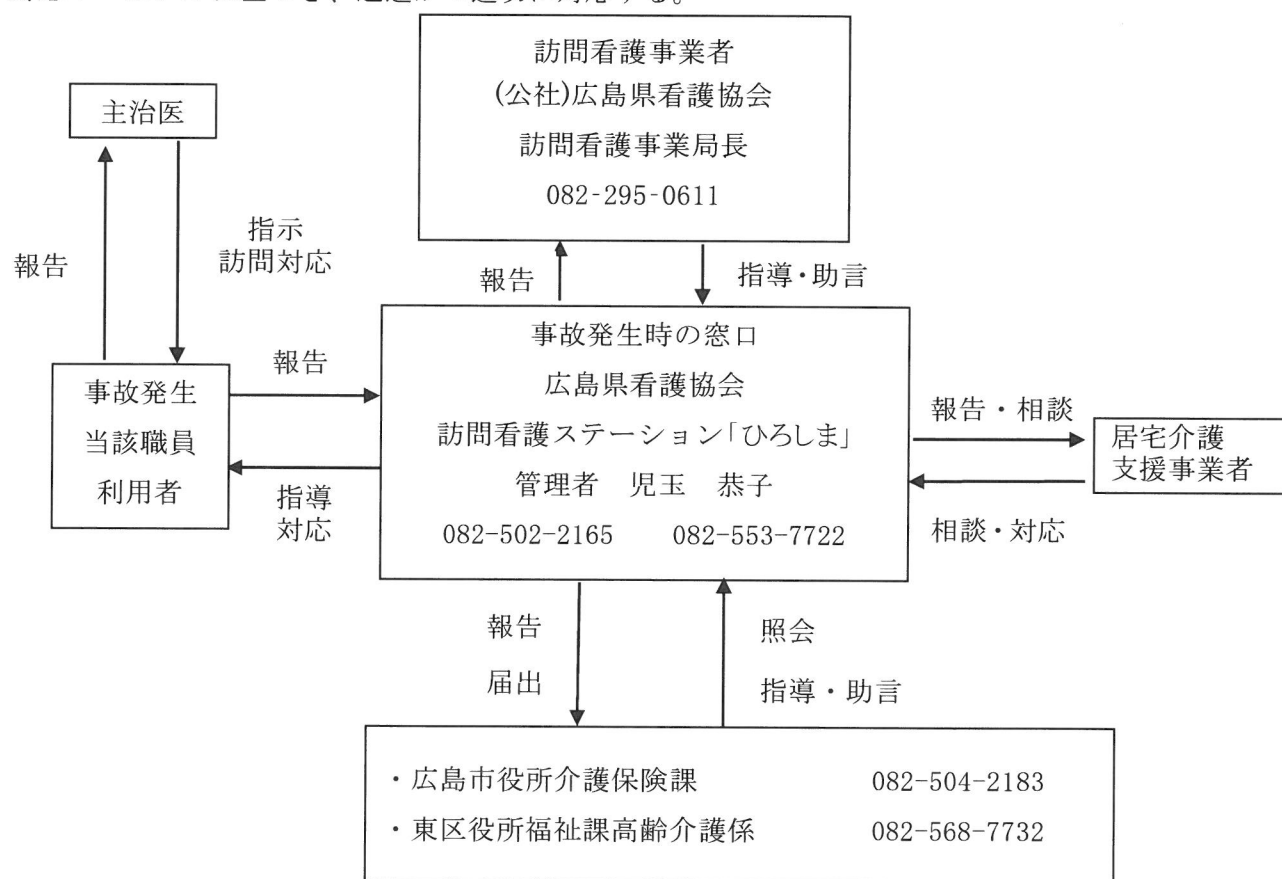 訪問看護事業者
(公社)広島県看護協会
訪問看護事業局長
082-295-0611
主治医
報告
指示
訪問対応
報告
指導・助言
事故発生
当該職員
利用者
報告
指導
対応
事故発生時の窓口
広島県看護協会
訪問看護ステーション「ひろしま」
管理者 児玉 恭子
082-502-2165 082-553-7722
報告・相談
相談・対応
居宅介護
支援事業者
報告
届出
照会
指導・助言
・広島市役所介護保険課 082-504-2183
・東区役所福祉課高齢介護係 082-568-7732